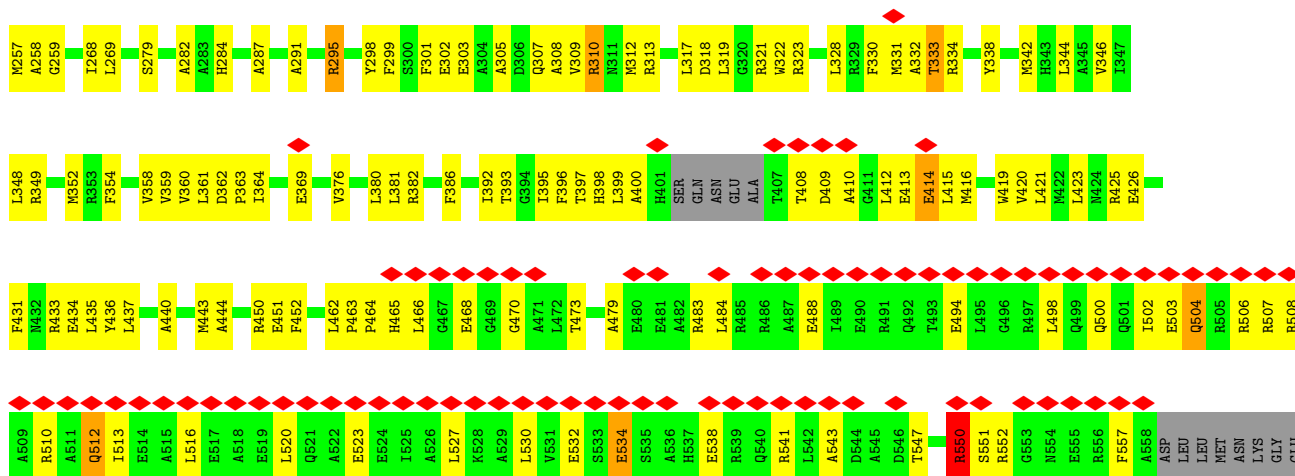 M257 A258 G259 I268 L269 S279 A282 A283 H284 A287 A291 R295 Y298 F299 S300 F301 E302 E303 A304 A305 D306 Q307 A308 V309 R310 N311 M312 R313 L317 D318 L319 G320 R321 W322 R323 L328 R329 F330 M331 A332 T333 R334 Y338 M342 H343 L344 A345 V346 I347
L348 R349 M352 R353 F354 V358 V359 V360 L361 D362 P363 I364 E369 V376 L380 L381 R382 F386 I392 T393 G394 I395 F396 T397 H398 L399 A400 H401 SER GLN ASN GLU ALA T407 T408 D409 A410 G411 L412 E413 E414 L415 M416 W419 V420 L421 M422 L423 N424 R425 E426
F431 N432 R433 E434 L435 Y436 L437 A440 M443 A444 R450 E451 F452 L462 P463 P464 H465 L466 G467 E468 G469 G470 A471 L472 T473 A479 E480 E481 A482 R483 L484 R485 R486 A487 E488 I489 E490 R491 Q492 T493 E494 L495 G496 R497 L498 Q499 Q500 Q501 I502 E503 Q504 R505 R506 R507 R508
A509 R510 A511 Q512 I513 E514 A515 L516 E517 A518 E519 L520 Q521 A522 E523 E524 I525 A526 L527 K528 A529 L530 V531 E532 S533 E534 S535 A536 H537 E538 R539 Q540 R541 L542 A543 D544 A545 D546 T547 R550 S551 R552 G553 N554 E555 R556 F557 A558 ASP LEU LEU MET ASN LYS GLY